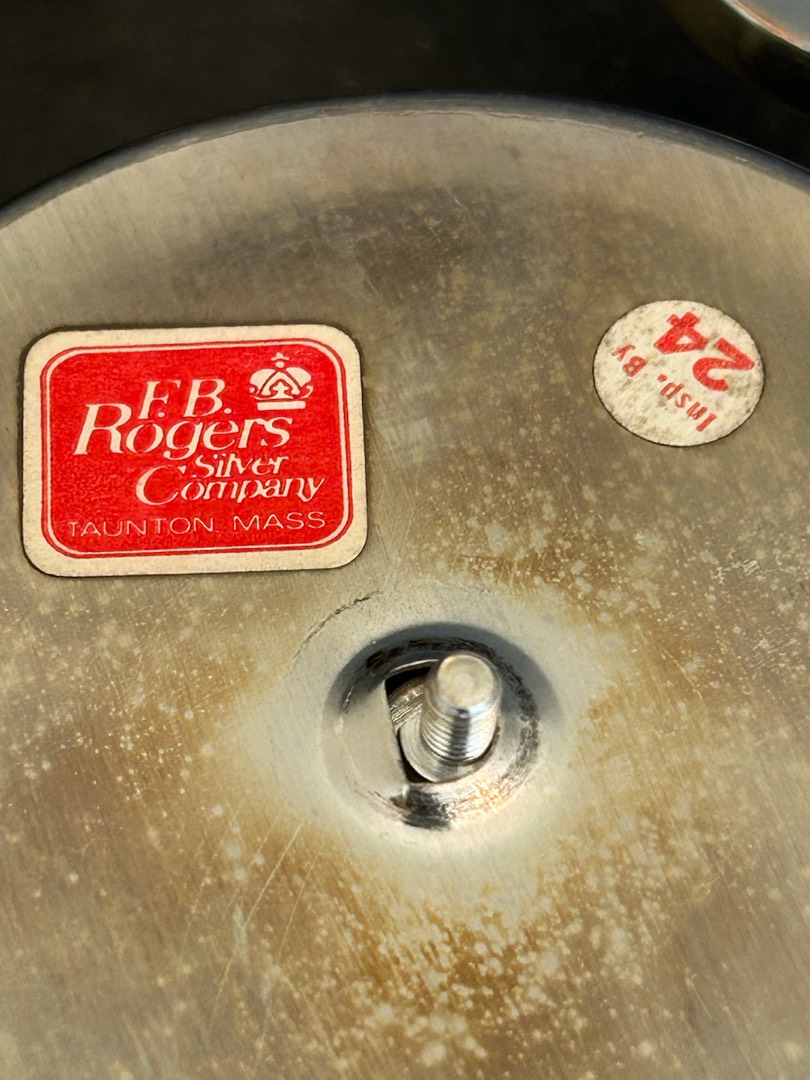 F.B.
Rogers
Silver
Company
TAUNTON. MASS
Insp. By
24